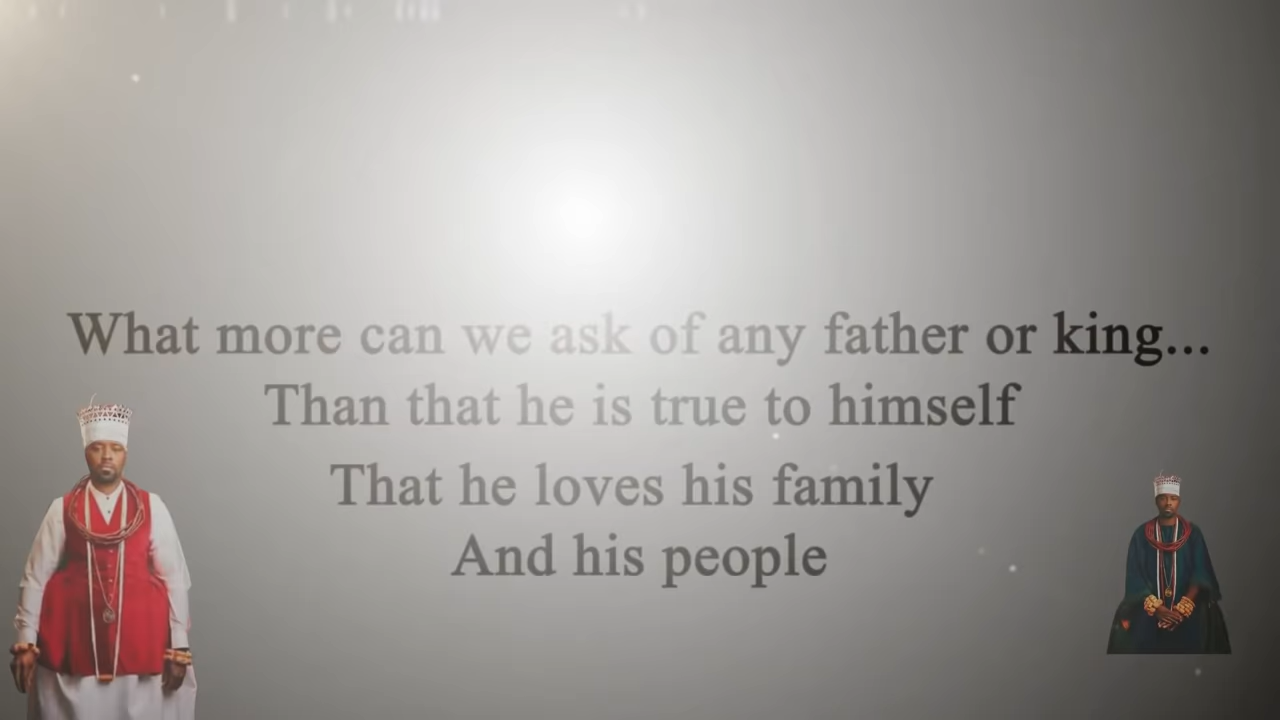 What more can we ask of any father or king...
Than that he is true to himself
That he loves his family
And his people